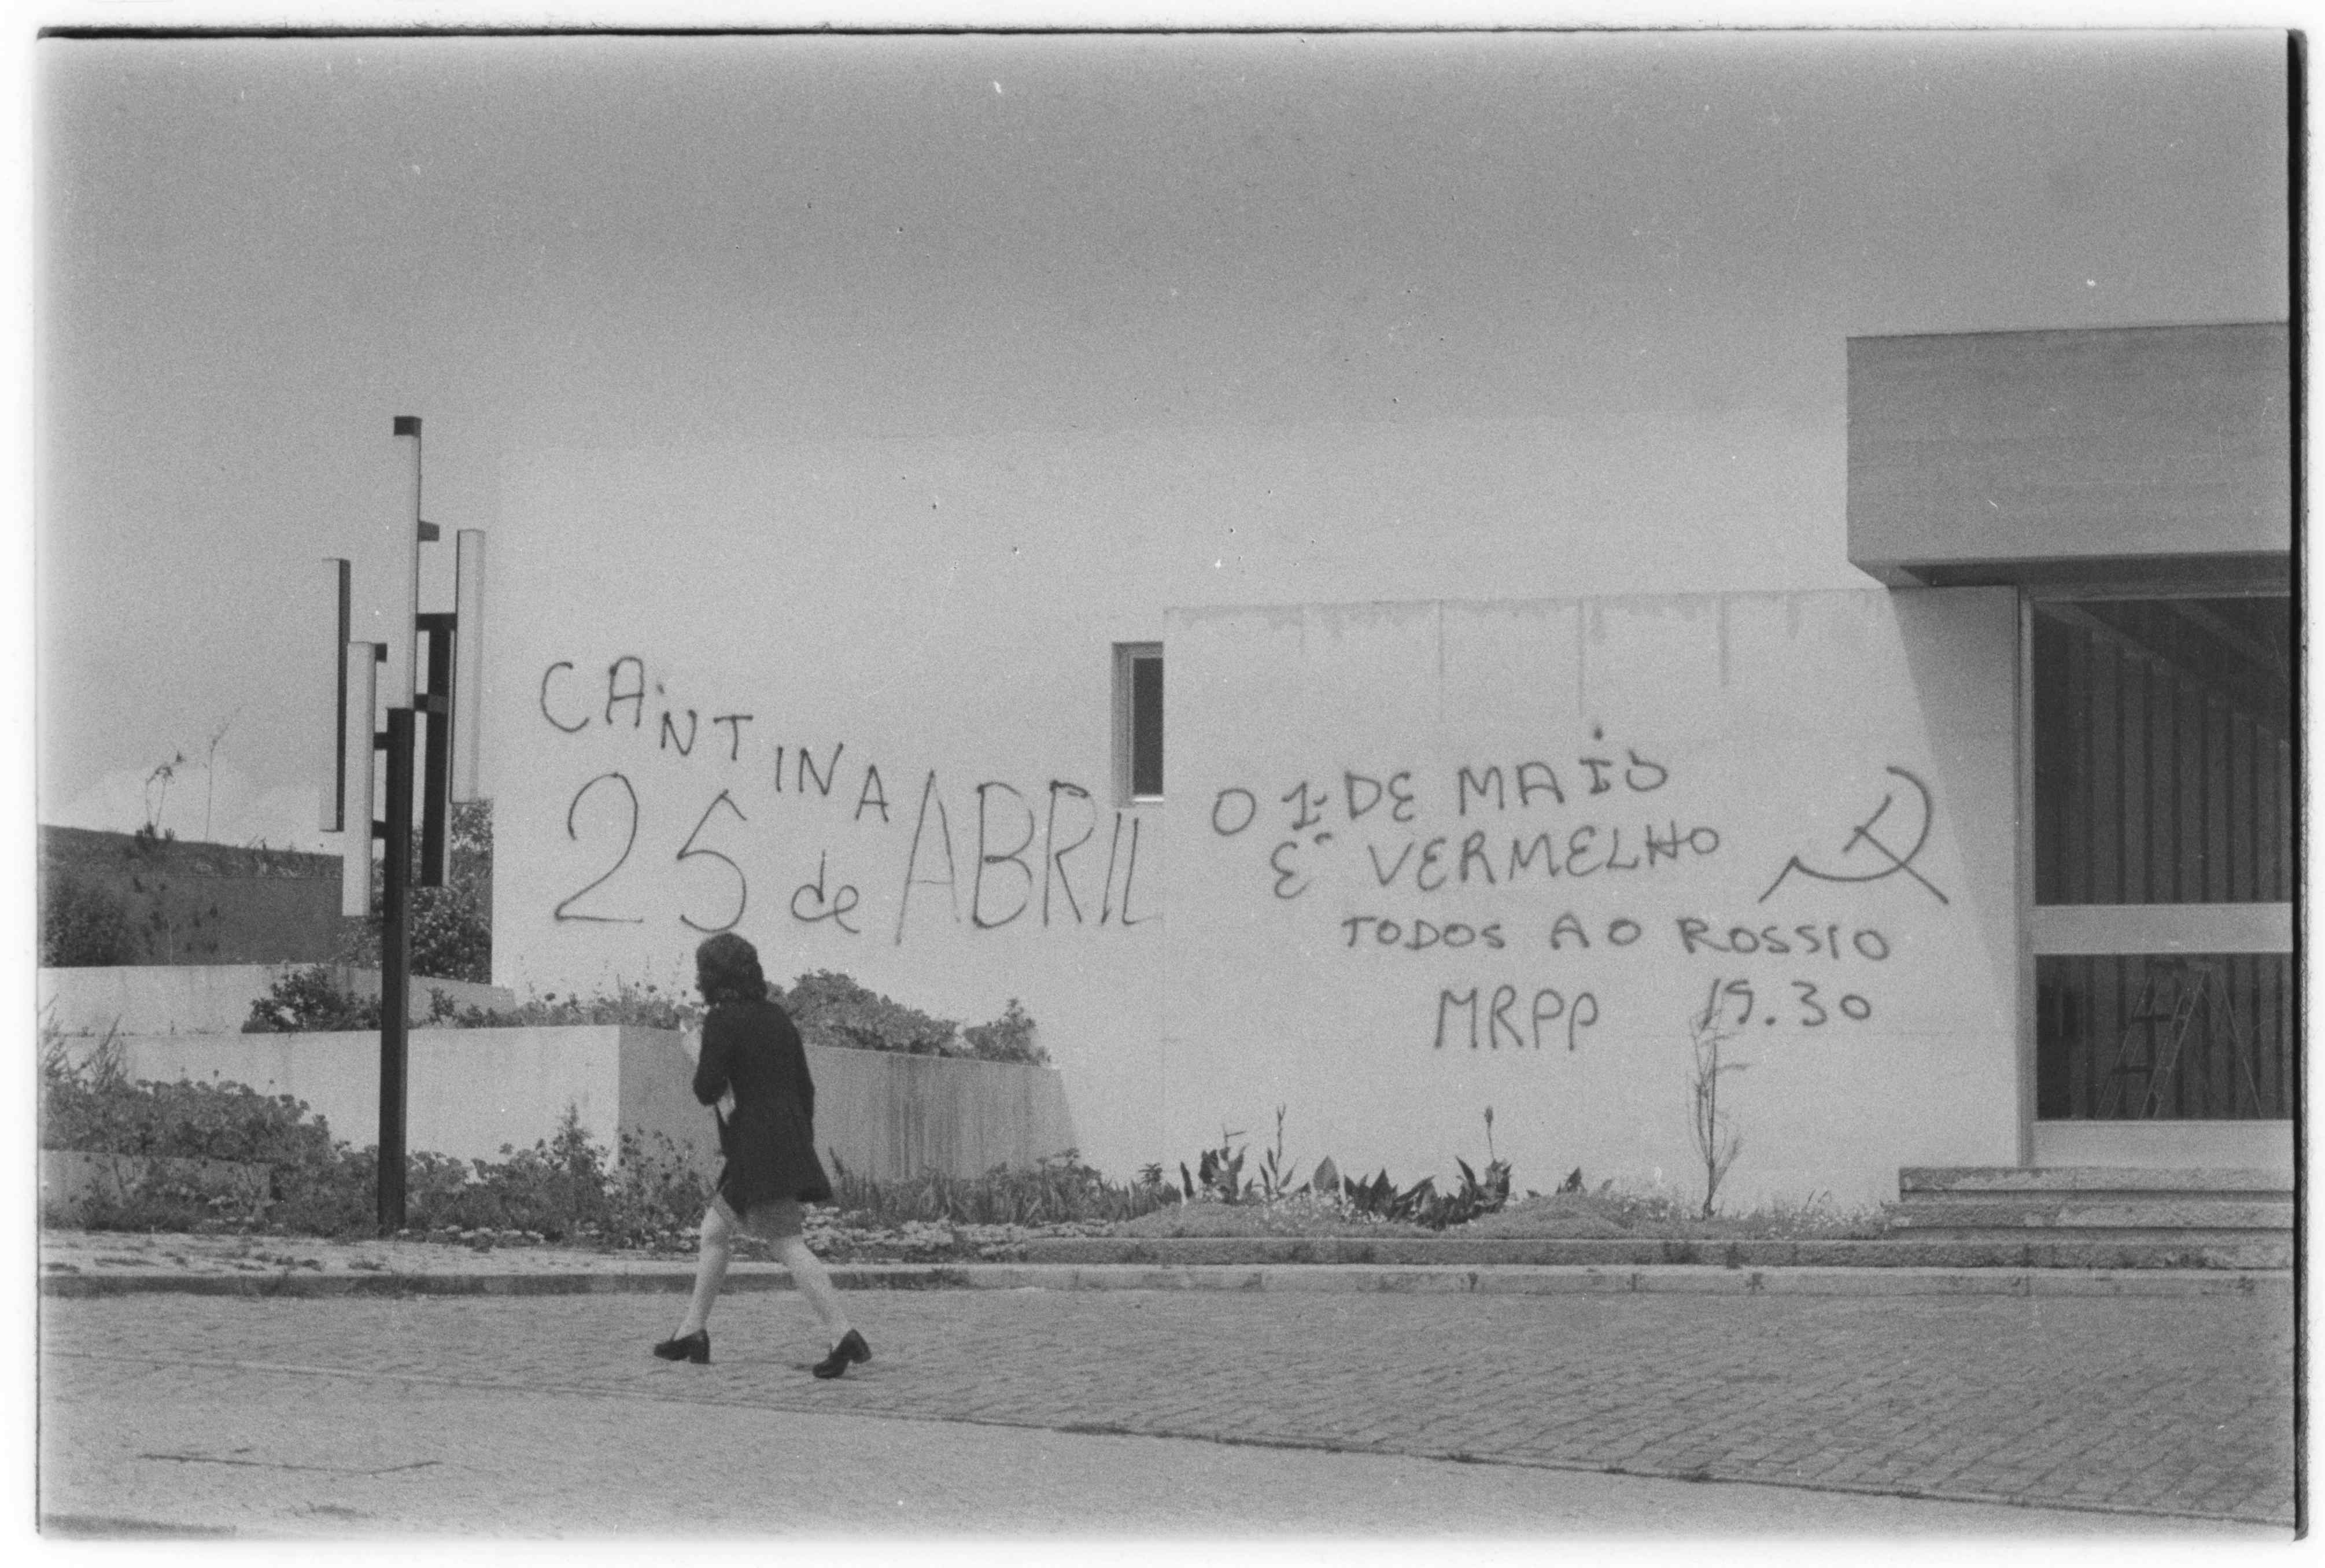 CANTINA
25 de ABRIL
O 1º DE MAIO
É VERMELHO
TODOS AO ROSSIO
MRPP 15.30